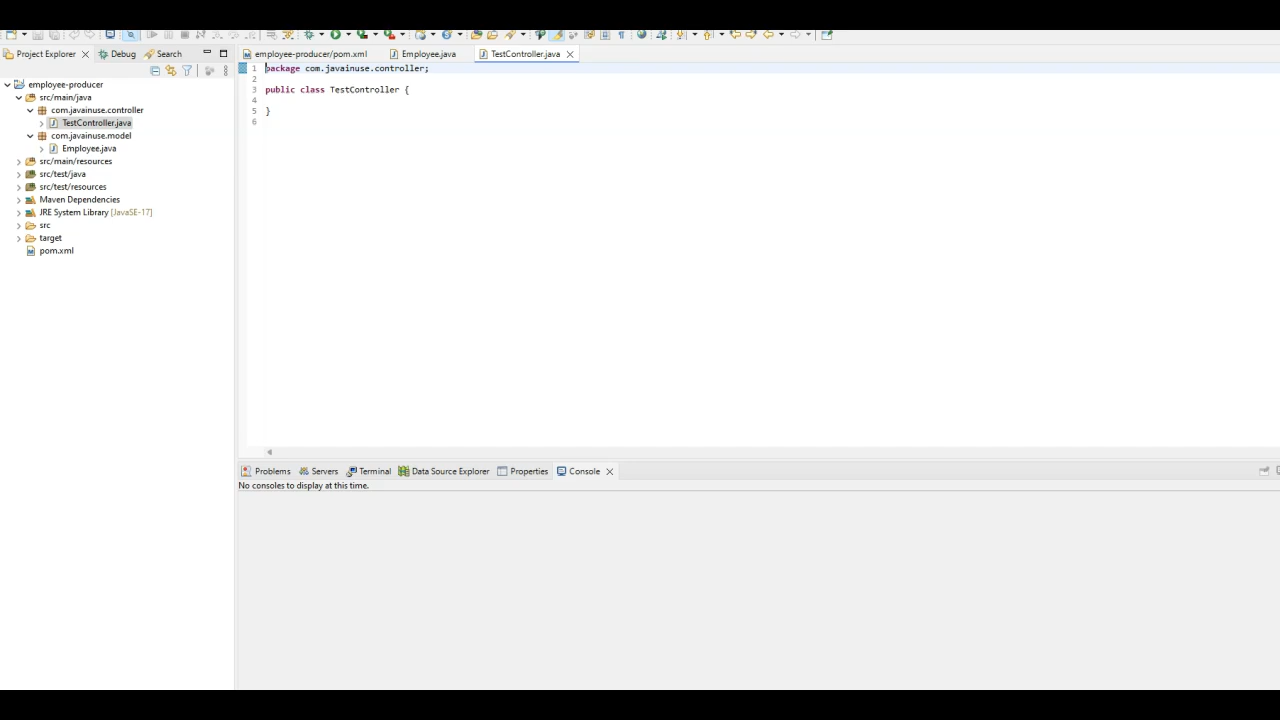 Project Explorer
Debug
Search
employee-producer/pom.xml
Employee.java
TestController.java
employee-producer
src/main/java
com.javainuse.controller
TestController.java
com.javainuse.model
Employee.java
src/main/resources
src/test/java
src/test/resources
Maven Dependencies
JRE System Library [JavaSE-17]
src
target
pom.xml
1 package com.javainuse.controller;
2
3 public class TestController {
4
5 }
6
Problems
Servers
Terminal
Data Source Explorer
Properties
Console
No consoles to display at this time.